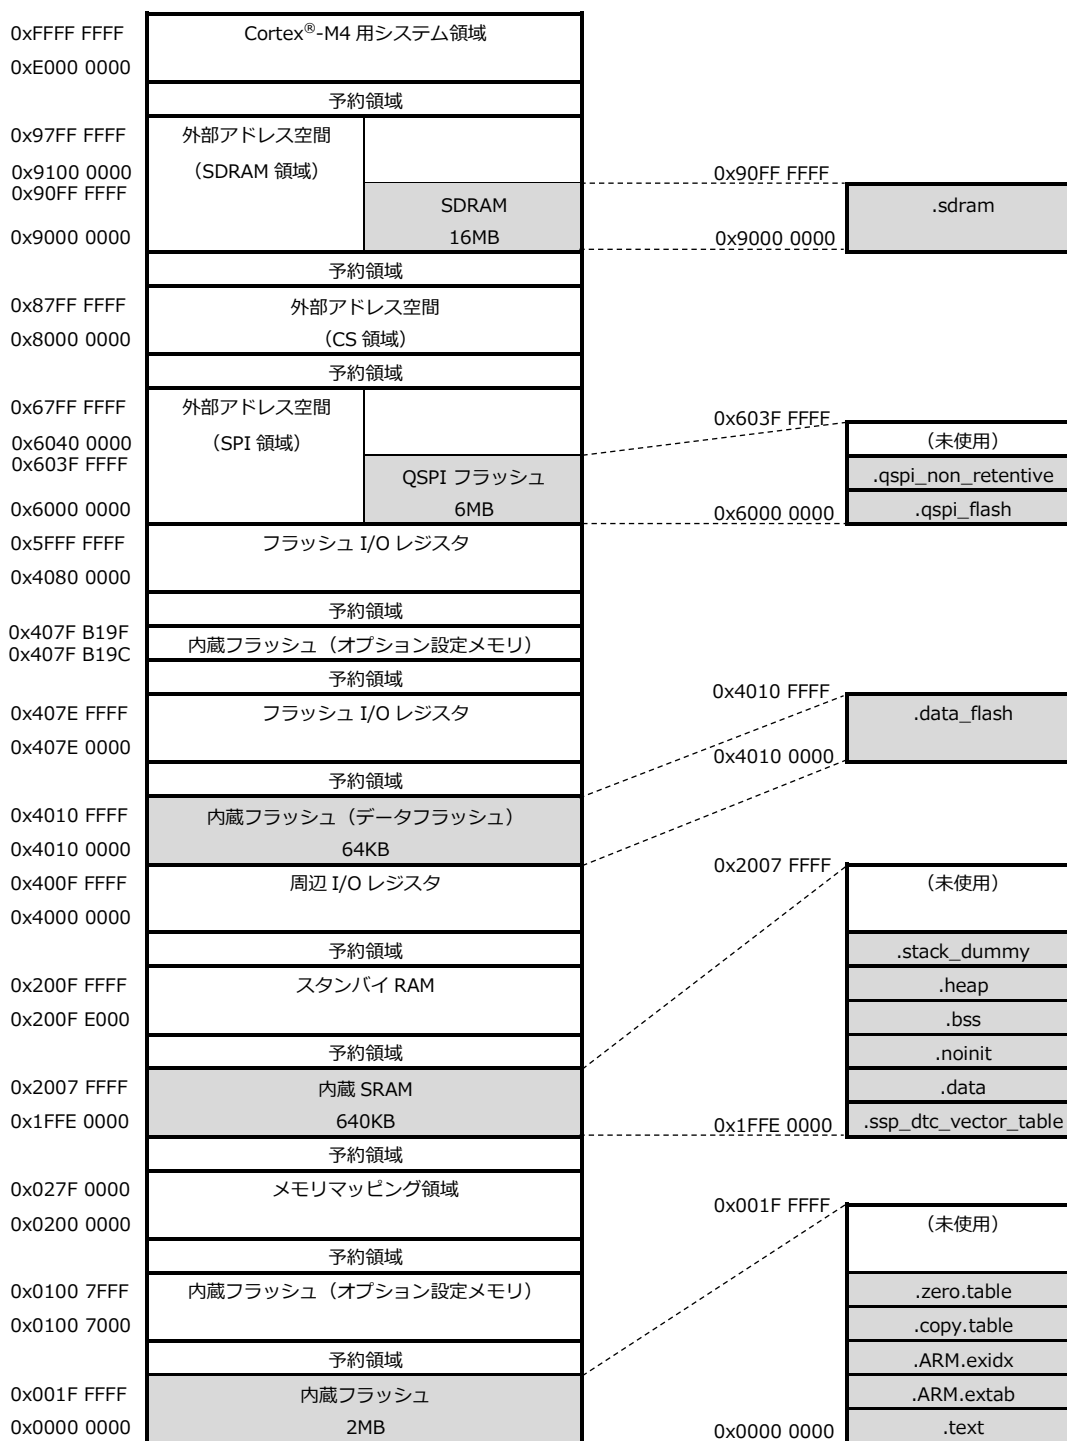 0xFFFF FFFF Cortex®-M4 用システム領域
0xE000 0000
予約領域
0x97FF FFFF 外部アドレス空間
0x9100 0000 （SDRAM 領域） 0x90FF FFFF
0x90FF FFFF SDRAM .sdram
0x9000 0000 16MB 0x9000 0000
予約領域
0x87FF FFFF 外部アドレス空間
0x8000 0000 （CS 領域）
予約領域
0x67FF FFFF 外部アドレス空間 0x603F FFFF
0x6040 0000 （SPI 領域） （未使用）
0x603F FFFF QSPI フラッシュ .qspi_non_retentive
0x6000 0000 6MB 0x6000 0000 .qspi_flash
0x5FFF FFFF フラッシュ I/O レジスタ
0x4080 0000
予約領域
0x407F B19F 内蔵フラッシュ（オプション設定メモリ）
0x407F B19C
予約領域 0x4010 FFFF
0x407E FFFF フラッシュ I/O レジスタ .data_flash
0x407E 0000 0x4010 0000
予約領域
0x4010 FFFF 内蔵フラッシュ（データフラッシュ）
0x4010 0000 64KB 0x2007 FFFF
0x400F FFFF 周辺 I/O レジスタ （未使用）
0x4000 0000
予約領域 .stack_dummy
0x200F FFFF スタンバイ RAM .heap
0x200F E000 .bss
予約領域 .noinit
0x2007 FFFF 内蔵 SRAM .data
0x1FFE 0000 640KB 0x1FFE 0000 .ssp_dtc_vector_table
予約領域
0x027F 0000 メモリマッピング領域 0x001F FFFF
0x0200 0000 （未使用）
予約領域
0x0100 7FFF 内蔵フラッシュ（オプション設定メモリ） .zero.table
0x0100 7000 .copy.table
予約領域 .ARM.exidx
0x001F FFFF 内蔵フラッシュ .ARM.extab
0x0000 0000 2MB 0x0000 0000 .text